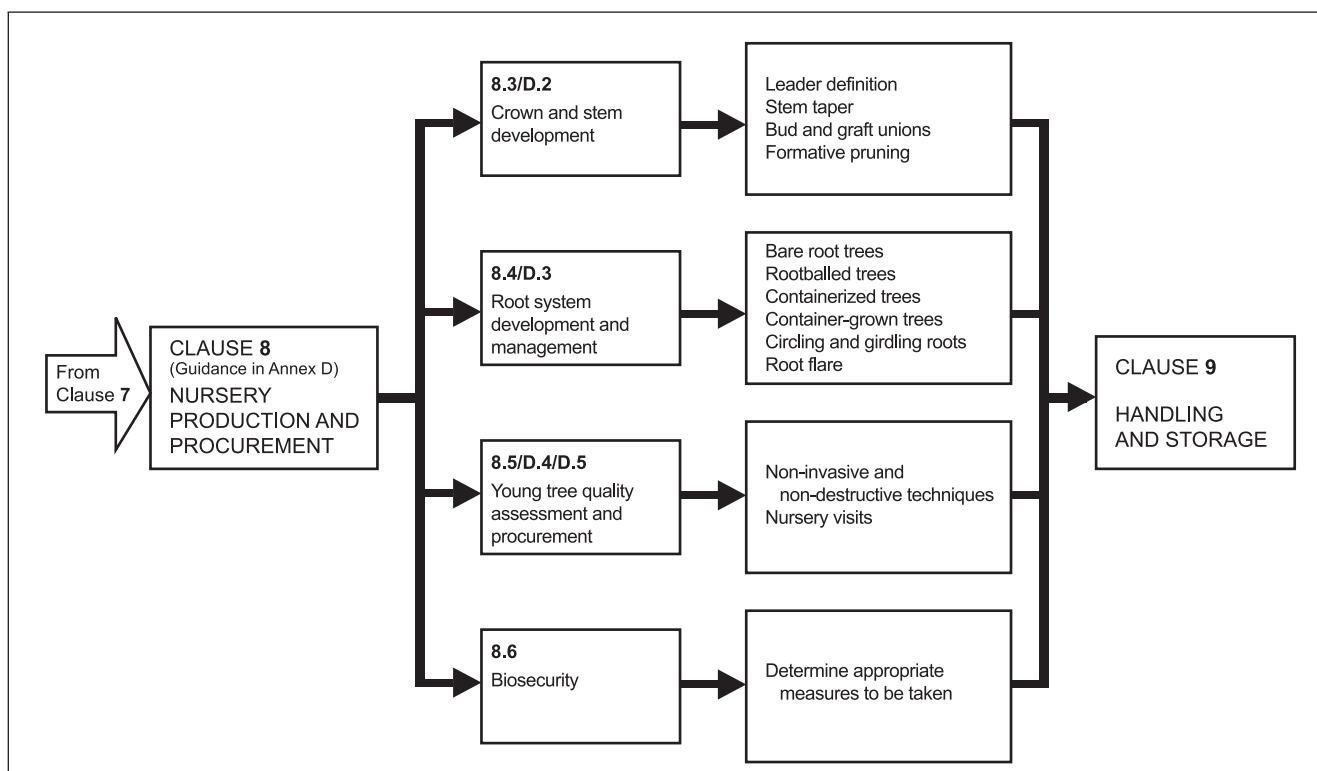 From
Clause 7
CLAUSE 8
(Guidance in Annex D)
NURSERY
PRODUCTION AND
PROCUREMENT
8.3/D.2
Crown and stem
development
Leader definition
Stem taper
Bud and graft unions
Formative pruning
8.4/D.3
Root system
development and
management
Bare root trees
Rootballed trees
Containerized trees
Container-grown trees
Circling and girdling roots
Root flare
8.5/D.4/D.5
Young tree quality
assessment and
procurement
Non-invasive and
non-destructive techniques
Nursery visits
8.6
Biosecurity
Determine appropriate
measures to be taken
CLAUSE 9
HANDLING
AND STORAGE